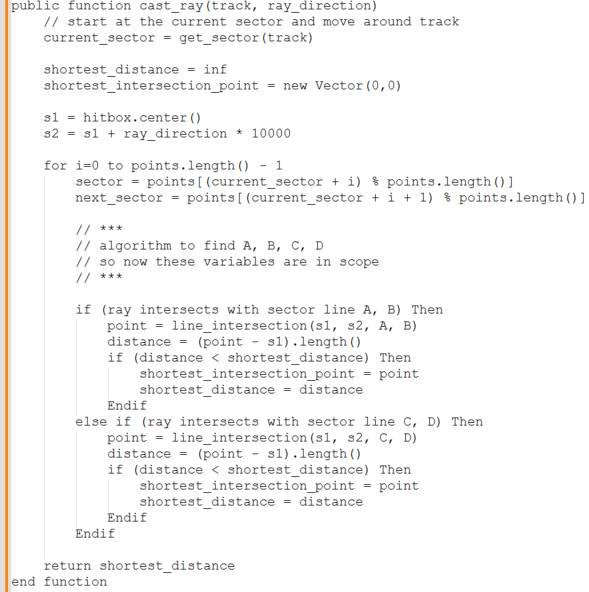 public function cast_ray(track, ray_direction)
    // start at the current sector and move around track
    current_sector = get_sector(track)

    shortest_distance = inf
    shortest_intersection_point = new Vector(0,0)

    s1 = hitbox.center()
    s2 = s1 + ray_direction * 10000

    for i=0 to points.length() - 1
        sector = points[(current_sector + i) % points.length()]
        next_sector = points[(current_sector + i + 1) % points.length()]

        // ***
        // algorithm to find A, B, C, D
        // so now these variables are in scope
        // ***

        if (ray intersects with sector line A, B) Then
            point = line_intersection(s1, s2, A, B)
            distance = (point - s1).length()
            if (distance < shortest_distance) Then
                shortest_intersection_point = point
                shortest_distance = distance
            Endif
        else if (ray intersects with sector line C, D) Then
            point = line_intersection(s1, s2, C, D)
            distance = (point - s1).length()
            if (distance < shortest_distance) Then
                shortest_intersection_point = point
                shortest_distance = distance
            Endif
        Endif

    return shortest_distance
end function